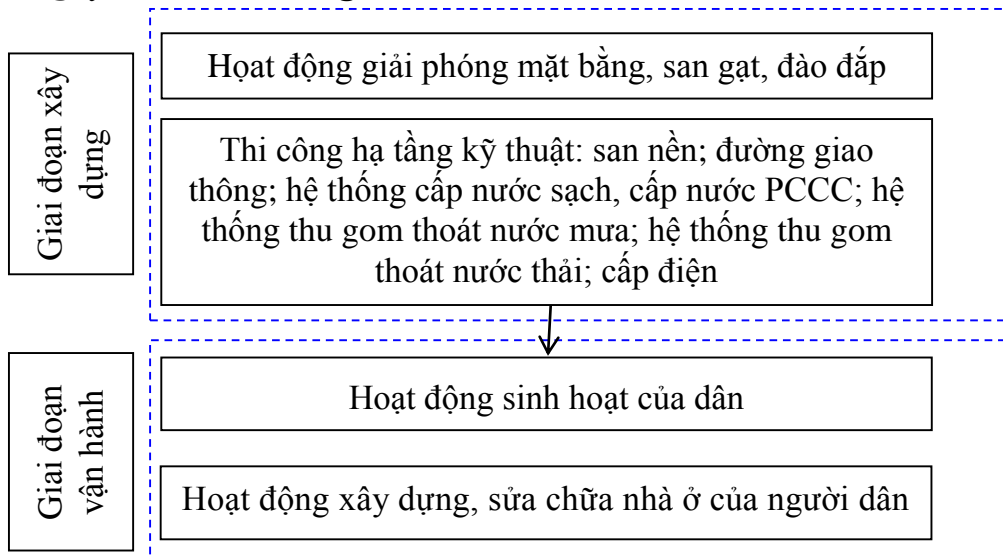 Giai đoạn xây
dựng
Hoạt động giải phóng mặt bằng, san gạt, đào đắp
Thi công hạ tầng kỹ thuật: san nền; đường giao
thông; hệ thống cấp nước sạch, cấp nước PCCC; hệ
thống thu gom thoát nước mưa; hệ thống thu gom
thoát nước thải; cấp điện
Giai đoạn
vận hành
Hoạt động sinh hoạt của dân
Hoạt động xây dựng, sửa chữa nhà ở của người dân